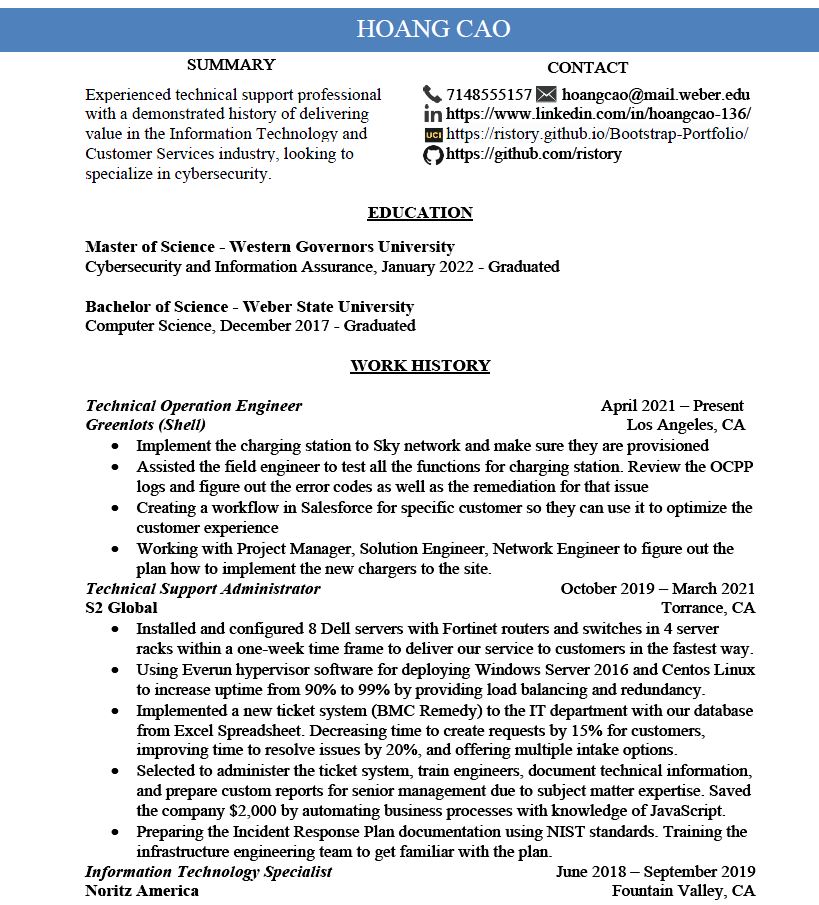 HOANG CAO
SUMMARY
Experienced technical support professional
with a demonstrated history of delivering
value in the Information Technology and
Customer Services industry, looking to
specialize in cybersecurity.
CONTACT
7148555157 hoangcao@mail.weber.edu
in https://www.linkedin.com/in/hoangcao-136/
UCI https://ristory.github.io/Bootstrap-Portfolio/
https://github.com/ristory
EDUCATION
Master of Science - Western Governors University
Cybersecurity and Information Assurance, January 2022 - Graduated
Bachelor of Science - Weber State University
Computer Science, December 2017 - Graduated
WORK HISTORY
Technical Operation Engineer April 2021 – Present
Greenlots (Shell) Los Angeles, CA
• Implement the charging station to Sky network and make sure they are provisioned
• Assisted the field engineer to test all the functions for charging station. Review the OCPP
logs and figure out the error codes as well as the remediation for that issue
• Creating a workflow in Salesforce for specific customer so they can use it to optimize the
customer experience
• Working with Project Manager, Solution Engineer, Network Engineer to figure out the
plan how to implement the new chargers to the site.
Technical Support Administrator October 2019 – March 2021
S2 Global Torrance, CA
• Installed and configured 8 Dell servers with Fortinet routers and switches in 4 server
racks within a one-week time frame to deliver our service to customers in the fastest way.
• Using Everun hypervisor software for deploying Windows Server 2016 and Centos Linux
to increase uptime from 90% to 99% by providing load balancing and redundancy.
• Implemented a new ticket system (BMC Remedy) to the IT department with our database
from Excel Spreadsheet. Decreasing time to create requests by 15% for customers,
improving time to resolve issues by 20%, and offering multiple intake options.
• Selected to administer the ticket system, train engineers, document technical information,
and prepare custom reports for senior management due to subject matter expertise. Saved
the company $2,000 by automating business processes with knowledge of JavaScript.
• Preparing the Incident Response Plan documentation using NIST standards. Training the
infrastructure engineering team to get familiar with the plan.
Information Technology Specialist June 2018 – September 2019
Noritz America Fountain Valley, CA